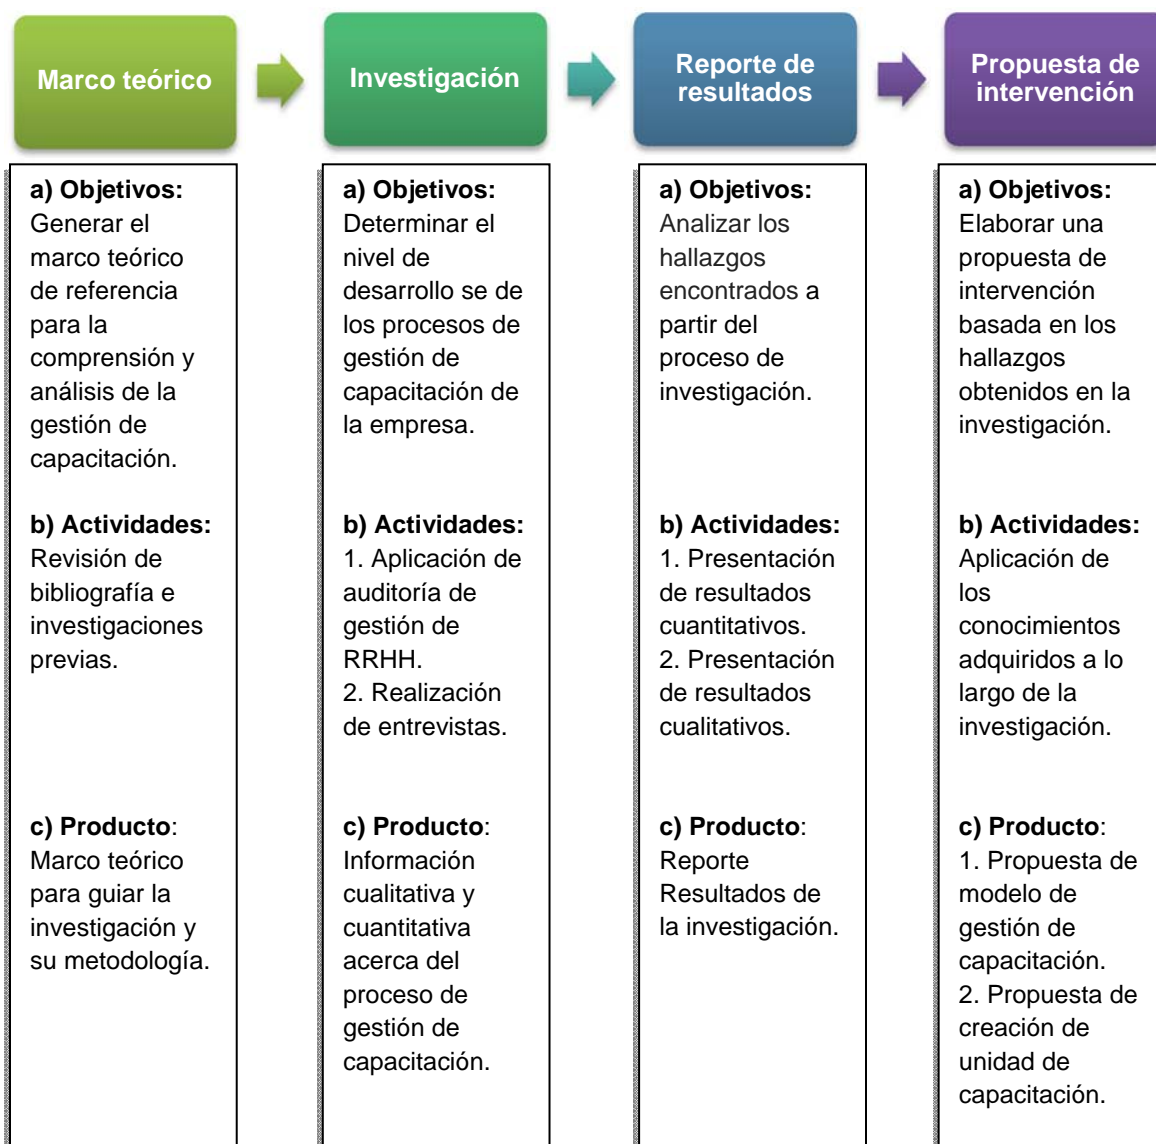 Marco teórico
Investigación
Reporte de
resultados
Propuesta de
intervención
a) Objetivos:
Generar el
marco teórico
de referencia
para la
comprensión y
análisis de la
gestión de
capacitación.
b) Actividades:
Revisión de
bibliografía e
investigaciones
previas.
c) Producto:
Marco teórico
para guiar la
investigación y
su metodología.
a) Objetivos:
Determinar el
nivel de
desarrollo se de
los procesos de
gestión de
capacitación de
la empresa.
b) Actividades:
1. Aplicación de
auditoría de
gestión de
RRHH.
2. Realización
de entrevistas.
c) Producto:
Información
cualitativa y
cuantitativa
acerca del
proceso de
gestión de
capacitación.
a) Objetivos:
Analizar los
hallazgos
encontrados a
partir del
proceso de
investigación.
b) Actividades:
1. Presentación
de resultados
cuantitativos.
2. Presentación
de resultados
cualitativos.
c) Producto:
Reporte
Resultados de
la investigación.
a) Objetivos:
Elaborar una
propuesta de
intervención
basada en los
hallazgos
obtenidos en la
investigación.
b) Actividades:
Aplicación de
los
conocimientos
adquiridos a lo
largo de la
investigación.
c) Producto:
1. Propuesta de
modelo de
gestión de
capacitación.
2. Propuesta de
creación de
unidad de
capacitación.